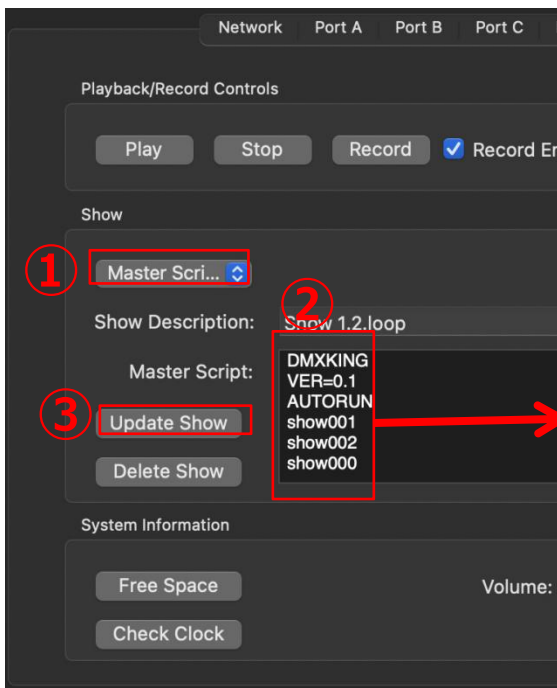 Network Port A Port B Port C
Playback/Record Controls
Play Stop Record Record En
Show
①
Master Scri...
②
Show Description: Show 1.2.loop
Master Script:
DMXKING
VER=0.1
AUTORUN
show001
show002
show000
③
Update Show
Delete Show
System Information
Free Space Volume:
Check Clock